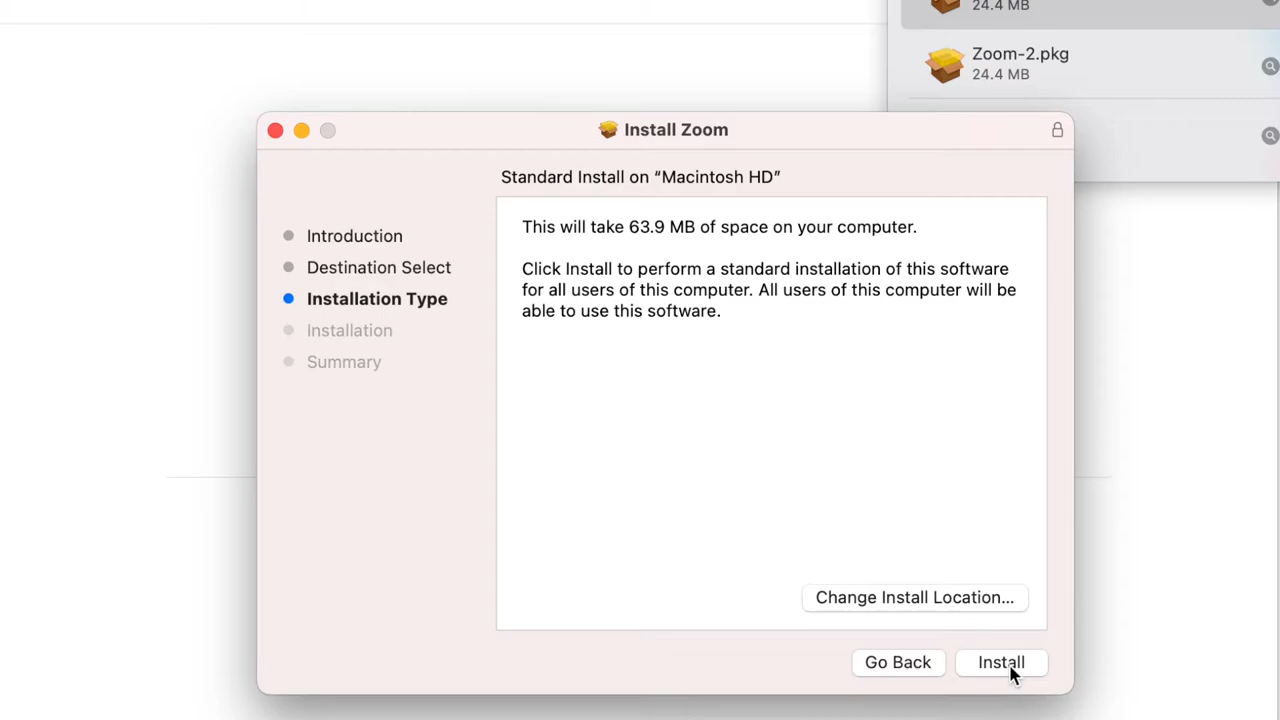 24.4 MB
Zoom-2.pkg
24.4 MB
Install Zoom
Standard Install on “Macintosh HD”
Introduction
Destination Select
Installation Type
Installation
Summary
This will take 63.9 MB of space on your computer.
Click Install to perform a standard installation of this software
for all users of this computer. All users of this computer will be
able to use this software.
Change Install Location...
Go Back
Install